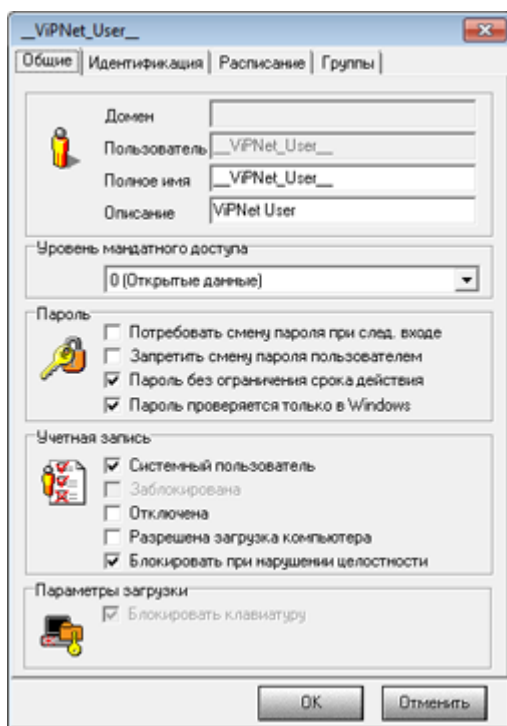 __ViPNet_User__
Общие Идентификация Расписание Группы
Домен
Пользователь __ViPNet_User__
Полное имя __ViPNet_User__
Описание ViPNet User
Уровень мандатного доступа
0 (Открытые данные)
Пароль
Потребовать смену пароля при след. входе
Запретить смену пароля пользователем
Пароль без ограничения срока действия
Пароль проверяется только в Windows
Учетная запись
Системный пользователь
Заблокирована
Отключена
Разрешена загрузка компьютера
Блокировать при нарушении целостности
Параметры загрузки
Блокировать клавиатуру
OK Отменить